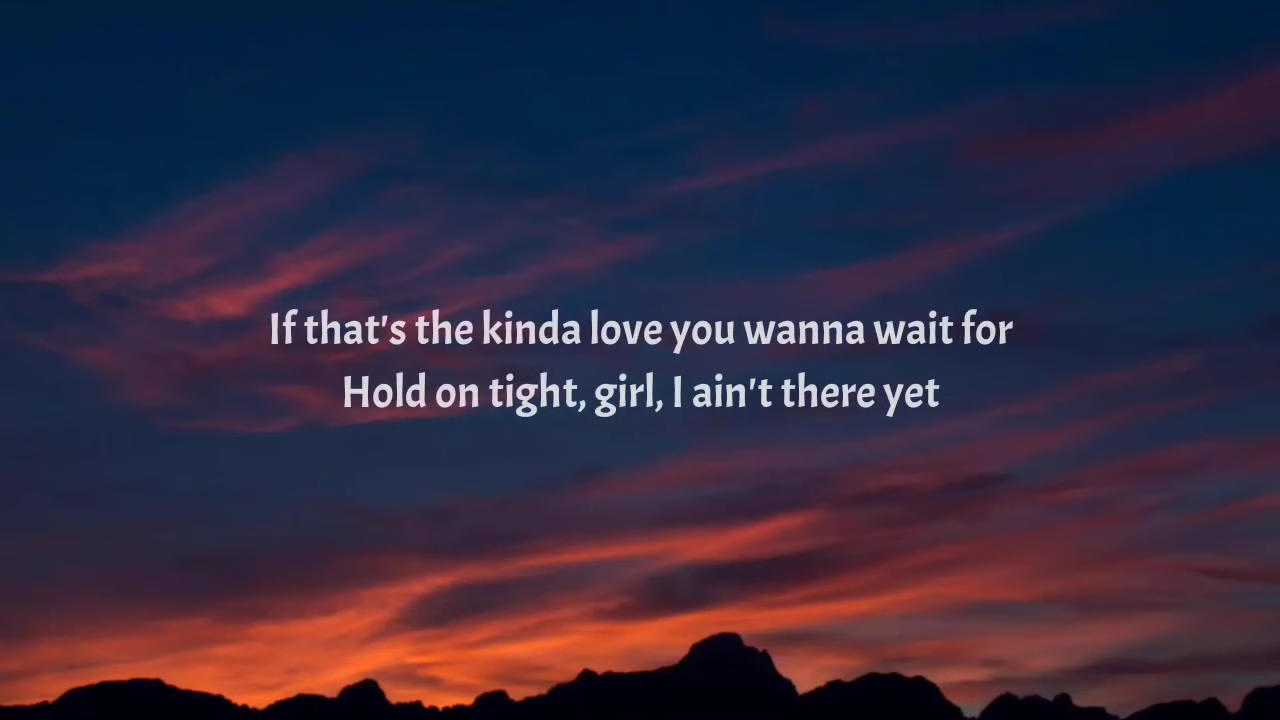 If that's the kinda love you wanna wait for
Hold on tight, girl, I ain't there yet